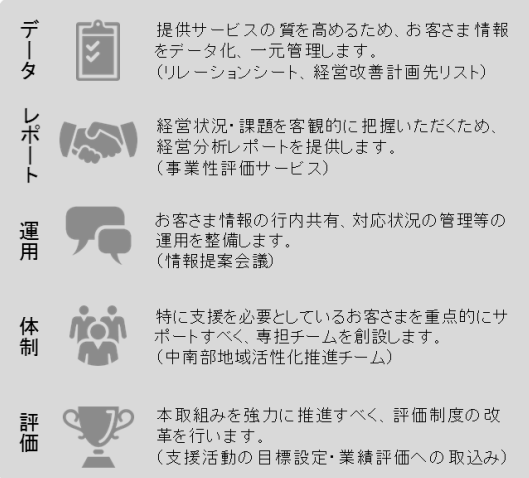 データ
提供サービスの質を高めるため、お客さま情報
をデータ化、一元管理します。
(リレーションシート、経営改善計画先リスト)
レポート
経営状況・課題を客観的に把握いただくため、
経営分析レポートを提供します。
(事業性評価サービス)
運用
お客さま情報の行内共有、対応状況の管理等の
運用を整備します。
(情報提案会議)
体制
特に支援を必要としているお客さまを重点的にサ
ポートすべく、専担チームを創設します。
(中南部地域活性化推進チーム)
評価
本取組みを強力に推進すべく、評価制度の改
革を行います。
(支援活動の目標設定・業績評価への取込み)